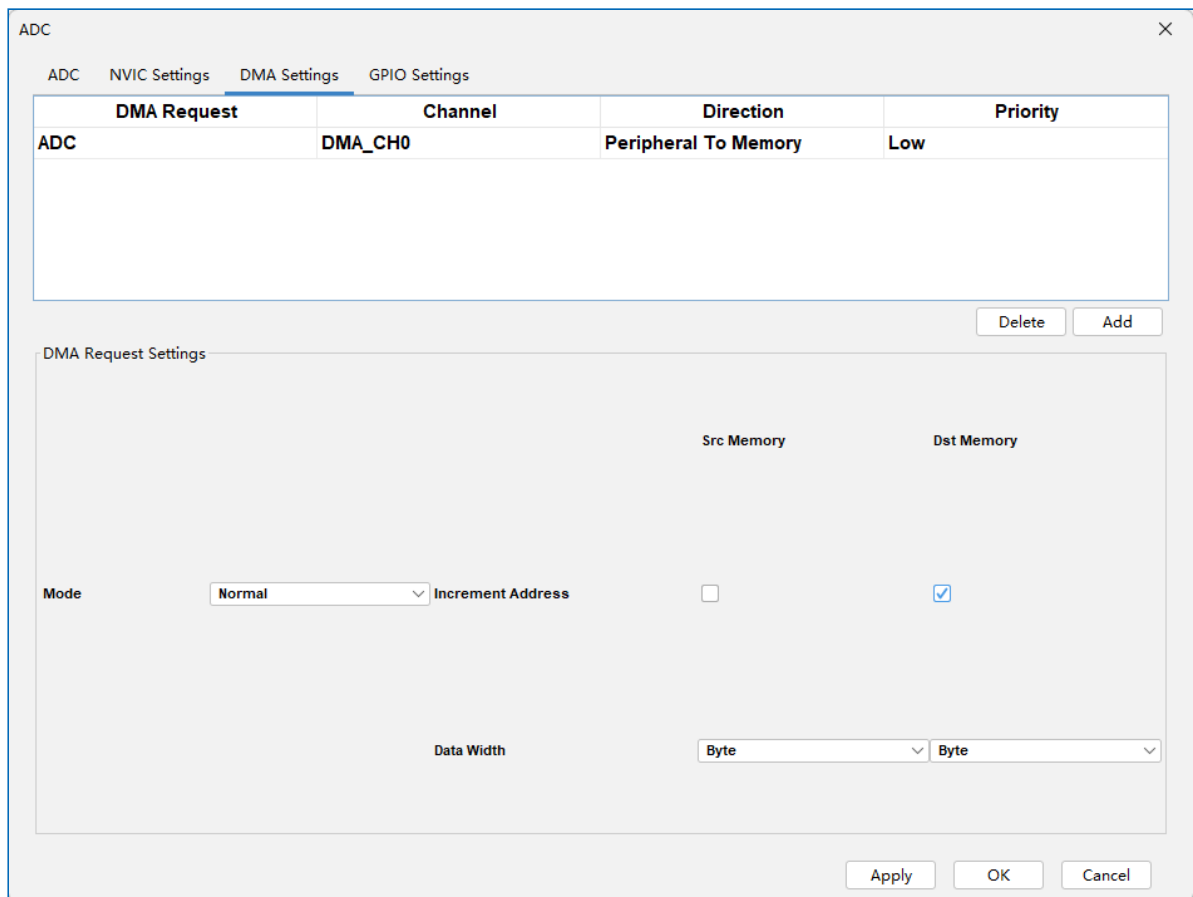 ADC
ADC NVIC Settings DMA Settings GPIO Settings
DMA Request Channel Direction Priority
ADC DMA_CH0 Peripheral To Memory Low
Delete Add
DMA Request Settings
Src Memory Dst Memory
Mode Normal Increment Address
Data Width Byte Byte
Apply OK Cancel